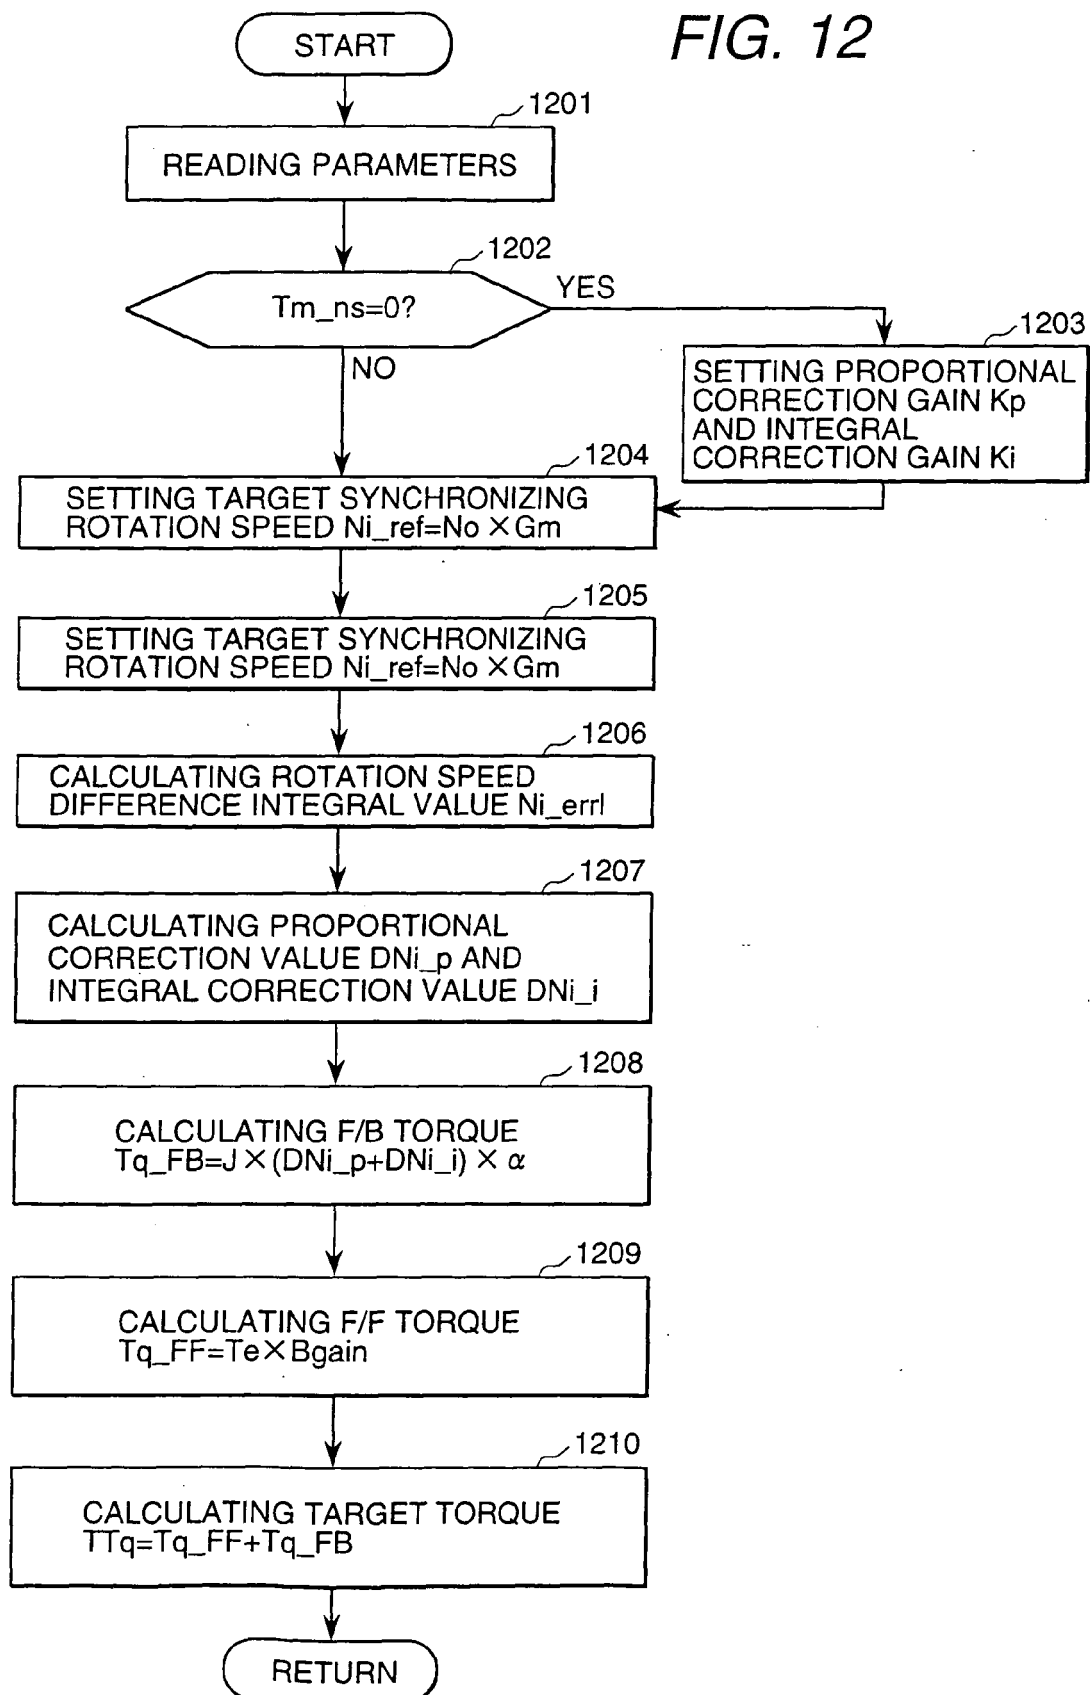 FIG. 12
START
1201
READING PARAMETERS
1202
Tm_ns=0?
YES
NO
1203
SETTING PROPORTIONAL
CORRECTION GAIN Kp
AND INTEGRAL
CORRECTION GAIN Ki
1204
SETTING TARGET SYNCHRONIZING
ROTATION SPEED Ni_ref=No×Gm
1205
SETTING TARGET SYNCHRONIZING
ROTATION SPEED Ni_ref=No×Gm
1206
CALCULATING ROTATION SPEED
DIFFERENCE INTEGRAL VALUE Ni_errI
1207
CALCULATING PROPORTIONAL
CORRECTION VALUE DNi_p AND
INTEGRAL CORRECTION VALUE DNi_i
1208
CALCULATING F/B TORQUE
Tq_FB=J×(DNi_p+DNi_i)×α
1209
CALCULATING F/F TORQUE
Tq_FF=Te×Bgain
1210
CALCULATING TARGET TORQUE
TTq=Tq_FF+Tq_FB
RETURN